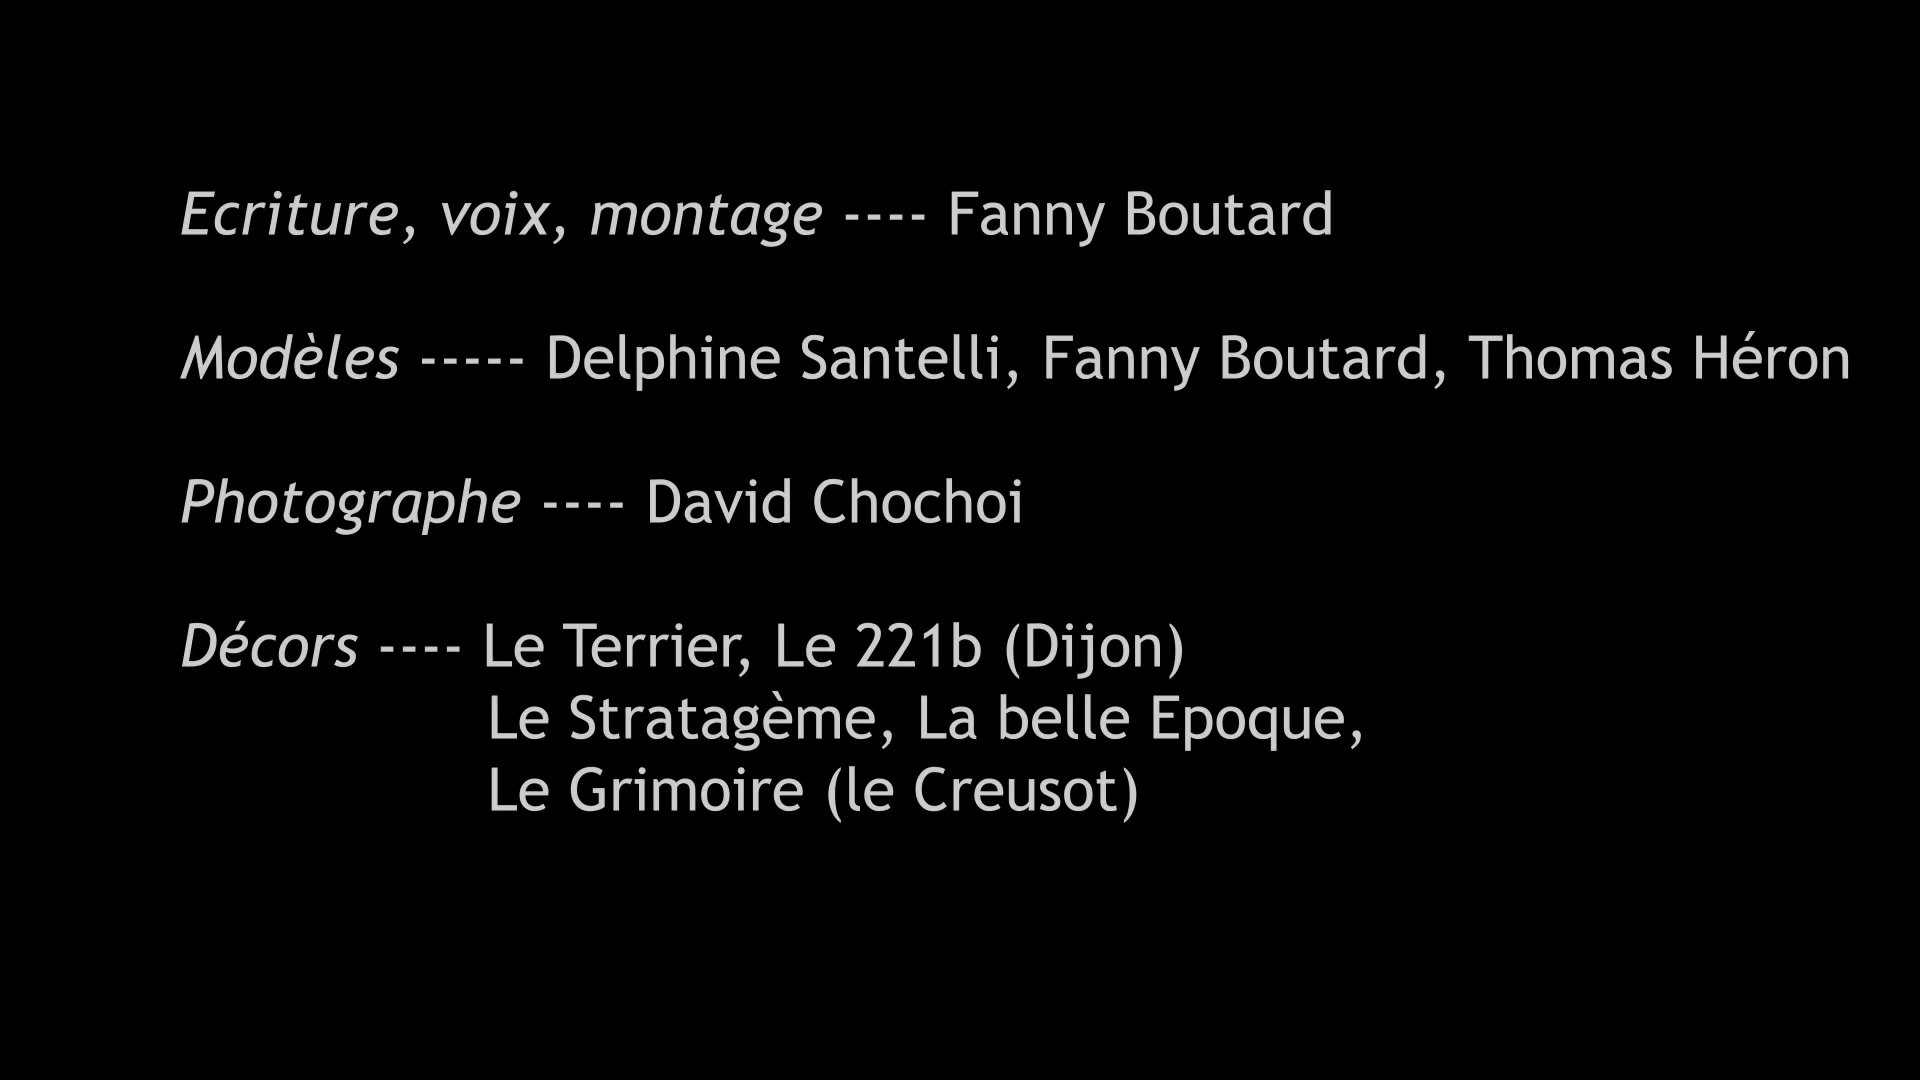 Ecriture, voix, montage ---- Fanny Boutard
Modèles ----- Delphine Santelli, Fanny Boutard, Thomas Héron
Photographe ---- David Chochoi
Décors ---- Le Terrier, Le 221b (Dijon)
Le Stratagème, La belle Epoque,
Le Grimoire (le Creusot)